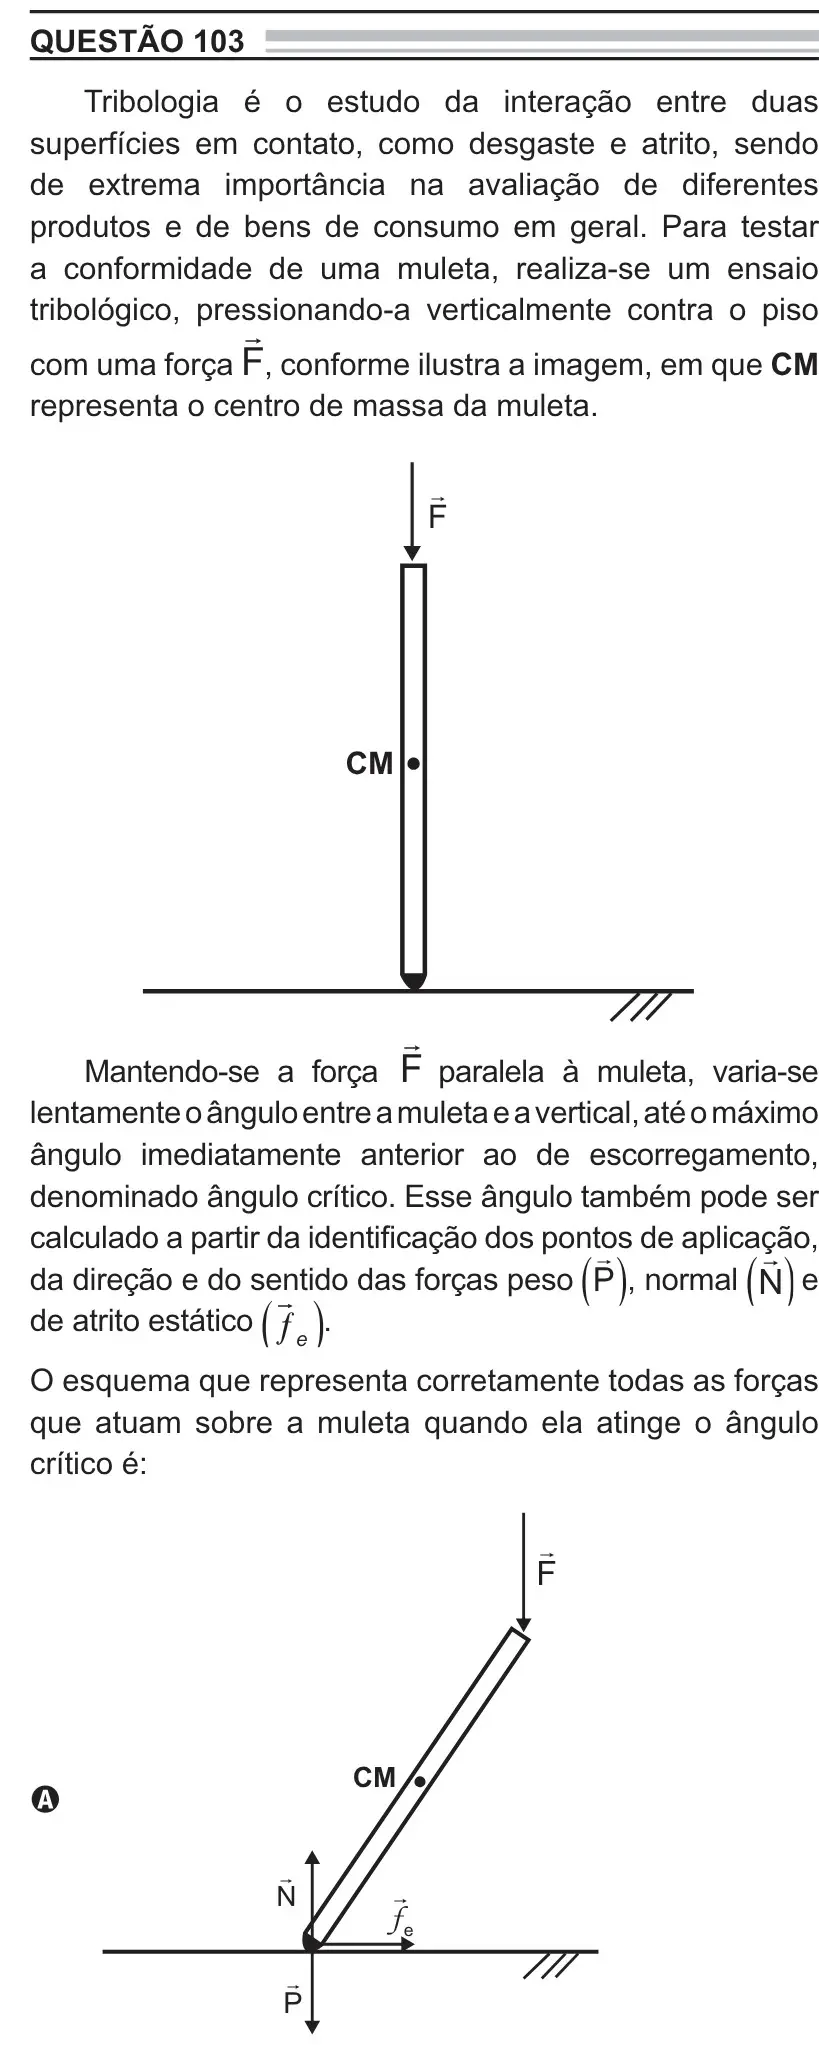 QUESTÃO 103
Tribologia é o estudo da interação entre duas
superfícies em contato, como desgaste e atrito, sendo
de extrema importância na avaliação de diferentes
produtos e de bens de consumo em geral. Para testar
a conformidade de uma muleta, realiza-se um ensaio
tribológico, pressionando-a verticalmente contra o piso
com uma força F⃗, conforme ilustra a imagem, em que CM
representa o centro de massa da muleta.
F⃗
CM
Mantendo-se a força F⃗ paralela à muleta, varia-se
lentamente o ângulo entre a muleta e a vertical, até o máximo
ângulo imediatamente anterior ao de escorregamento,
denominado ângulo crítico. Esse ângulo também pode ser
calculado a partir da identificação dos pontos de aplicação,
da direção e do sentido das forças peso (P⃗), normal (N⃗) e
de atrito estático (f⃗e).
O esquema que representa corretamente todas as forças
que atuam sobre a muleta quando ela atinge o ângulo
crítico é:
F⃗
CM
A
N⃗
f⃗e
P⃗